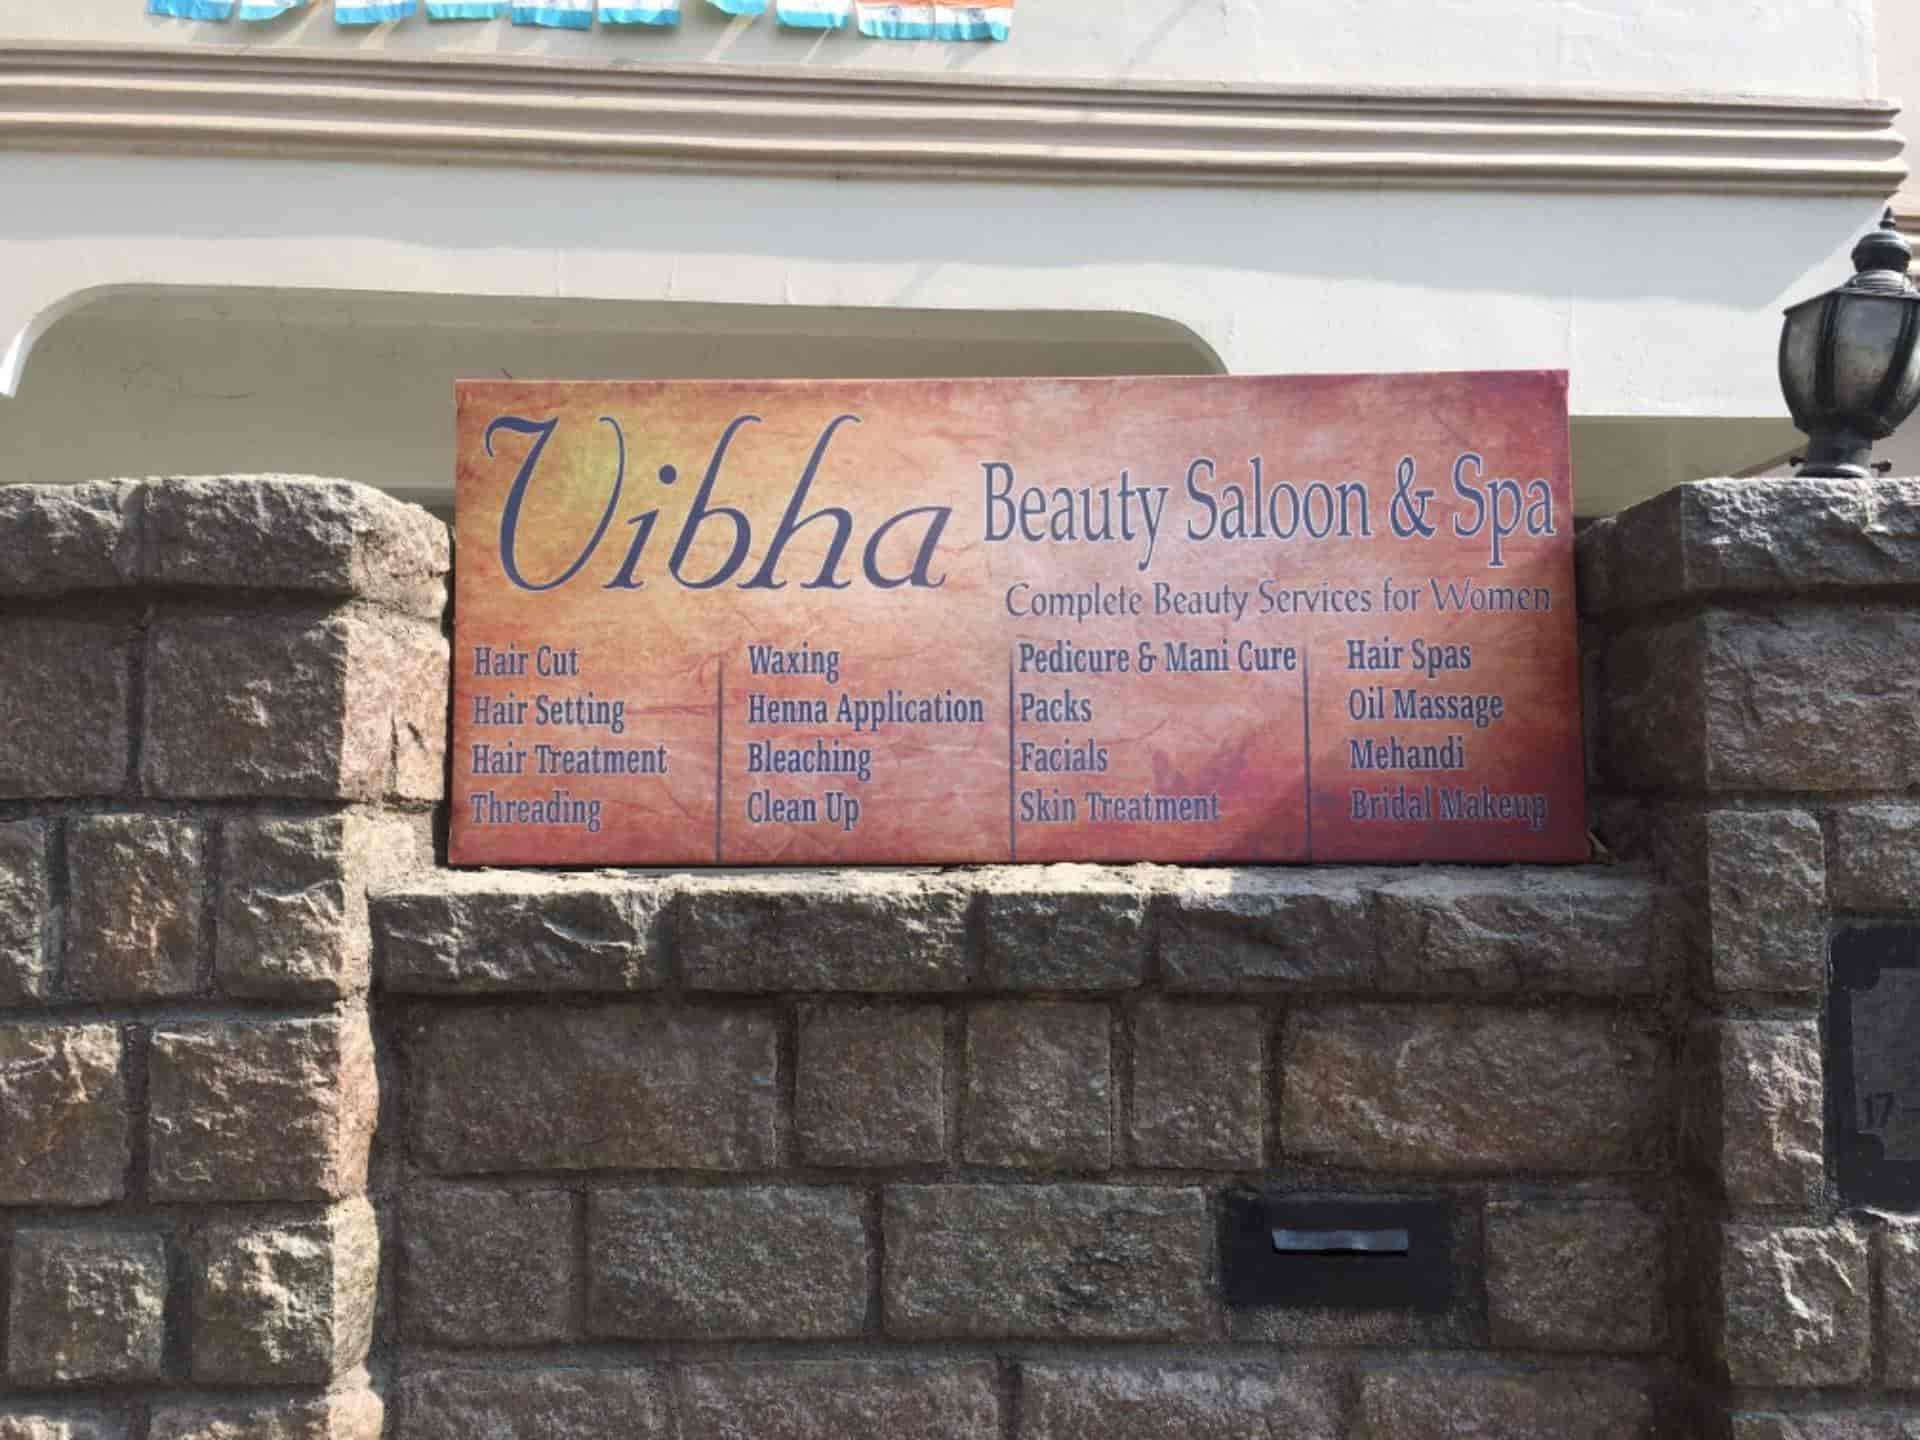 Vibha Beauty Saloon & Spa
Complete Beauty Services for Women
Hair Cut
Hair Setting
Hair Treatment
Threading
Waxing
Henna Application
Bleaching
Clean Up
Pedicure & Mani Cure
Packs
Facials
Skin Treatment
Hair Spas
Oil Massage
Mehandi
Bridal Makeup
17